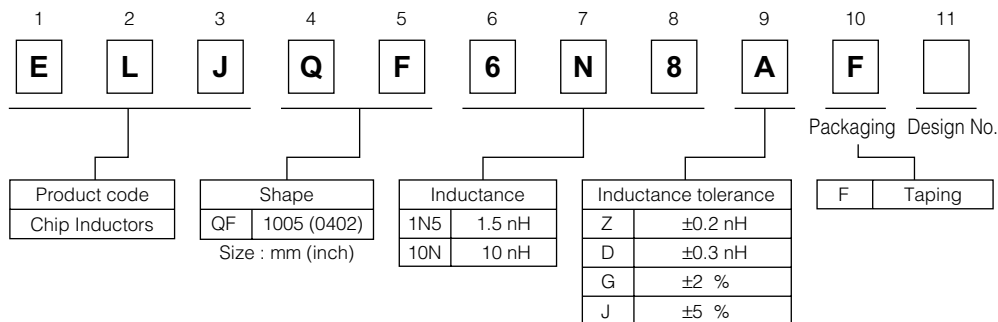 1 2 3 4 5 6 7 8 9 10 11
E L J Q F 6 N 8 A F
Packaging Design No.
Product code
Chip Inductors
Shape
QF 1005 (0402)
Size : mm (inch)
Inductance
1N5 1.5 nH
10N 10 nH
Inductance tolerance
Z ±0.2 nH
D ±0.3 nH
G ±2 %
J ±5 %
F Taping